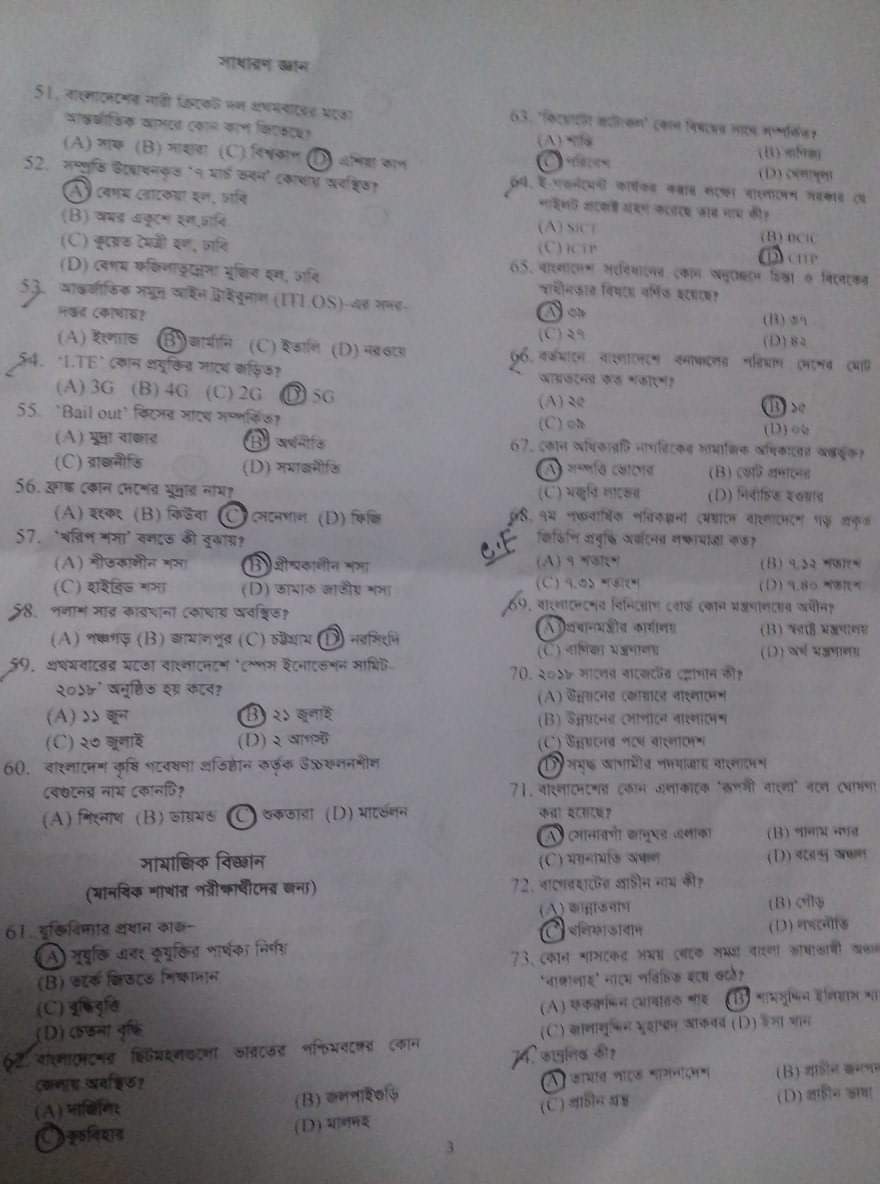 সাধারণ জ্ঞান
51. বাংলাদেশের নারী ক্রিকেট দল প্রথমবারের মতো
আন্তর্জাতিক আসরে কোন কাপ জিতেছে?
(A) সাফ (B) সাহারা (C) বিশ্বকাপ (D) এশিয়া কাপ
52. সম্প্রতি উদ্বোধনকৃত '৭ মার্চ ভবন' কোথায় অবস্থিত?
(A) বেগম রোকেয়া হল, ঢাবি
(B) অমর একুশে হল, ঢাবি
(C) কুয়েত মৈত্রী হল, ঢাবি
(D) বেগম ফজিলাতুন্নেসা মুজিব হল, ঢাবি
53. আন্তর্জাতিক সমুদ্র আইন ট্রাইব্যুনাল (ITLOS)-এর সদর-
দপ্তর কোথায়?
(A) ইংল্যান্ড (B) জার্মানি (C) ইতালি (D) নরওয়ে
54. 'LTE' কোন প্রযুক্তির সাথে জড়িত?
(A) 3G (B) 4G (C) 2G (D) 5G
55. 'Bail out' কিসের সাথে সম্পর্কিত?
(A) মুদ্রা বাজার (B) অর্থনীতি
(C) রাজনীতি (D) সমাজনীতি
56. ফ্রাঙ্ক কোন দেশের মুদ্রার নাম?
(A) হংকং (B) কিউবা (C) সেনেগাল (D) ফিজি
57. 'খরিপ শস্য' বলতে কী বুঝায়?
(A) শীতকালীন শস্য (B) গ্রীষ্মকালীন শস্য
(C) হাইব্রিড শস্য (D) তামাক জাতীয় শস্য
58. পলাশ সার কারখানা কোথায় অবস্থিত?
(A) পঞ্চগড় (B) জামালপুর (C) চট্টগ্রাম (D) নরসিংদি
59. প্রথমবারের মতো বাংলাদেশে 'স্পেস ইনোভেশন সামিট-
২০১৮' অনুষ্ঠিত হয় কবে?
(A) ১১ জুন (B) ২১ জুলাই
(C) ২৩ জুলাই (D) ২ আগস্ট
60. বাংলাদেশ কৃষি গবেষণা প্রতিষ্ঠান কর্তৃক উচ্চফলনশীল
বেগুনের নাম কোনটি?
(A) শিংনাথ (B) ডায়মন্ড (C) শুকতারা (D) মার্ভেলন
সামাজিক বিজ্ঞান
(মানবিক শাখার পরীক্ষার্থীদের জন্য)
61. যুক্তিবিদ্যার প্রধান কাজ-
(A) সুযুক্তি এবং কুযুক্তির পার্থক্য নির্ণয়
(B) তর্কে জিততে শিক্ষাদান
(C) বুদ্ধিবৃত্তি
(D) চেতনা বৃদ্ধি
62. বাংলাদেশের ছিটমহলগুলো ভারতের পশ্চিমবঙ্গের কোন
জেলায় অবস্থিত?
(A) দার্জিলিং (B) জলপাইগুড়ি
(C) কুচবিহার (D) মালদহ
63. 'কিয়োটো প্রটোকল' কোন বিষয়ের সাথে সম্পর্কিত?
(A) শান্তি (B) বাণিজ্য
(C) পরিবেশ (D) খেলাধুলা
64. ই-গভর্নমেন্ট কার্যকর করার লক্ষ্যে বাংলাদেশ সরকার যে
পাইলট প্রজেক্ট গ্রহণ করেছে তার নাম কী?
(A) SICT (B) BCIC
(C) ICTP (D) CITP
65. বাংলাদেশ সংবিধানের কোন অনুচ্ছেদে চিন্তা ও বিবেকের
স্বাধীনতার বিষয়ে বর্ণিত হয়েছে?
(A) ৩৯ (B) ৩৭
(C) ২৭ (D) ৪২
66. বর্তমানে বাংলাদেশে বনাঞ্চলের পরিমাণ দেশের মোট
আয়তনের কত শতাংশ?
(A) ২৫ (B) ১৫
(C) ৩৯ (D) ৩৫
67. কোন অধিকারটি নাগরিকের সামাজিক অধিকারের অন্তর্ভুক্ত?
(A) সম্পত্তি ভোগের (B) ভোট প্রদানের
(C) মজুরি লাভের (D) নির্বাচিত হওয়ার
68. ৭ম পঞ্চবার্ষিক পরিকল্পনা মেয়াদে বাংলাদেশে গড় প্রকৃত
জিডিপি প্রবৃদ্ধি অর্জনের লক্ষ্যমাত্রা কত?
(A) ৭ শতাংশ (B) ৭.১২ শতাংশ
(C) ৭.৩১ শতাংশ (D) ৭.৪০ শতাংশ
69. বাংলাদেশের বিনিয়োগ বোর্ড কোন মন্ত্রণালয়ের অধীন?
(A) প্রধানমন্ত্রীর কার্যালয় (B) স্বরাষ্ট্র মন্ত্রণালয়
(C) বাণিজ্য মন্ত্রণালয় (D) অর্থ মন্ত্রণালয়
70. ২০১৮ সালের বাজেটের স্লোগান কী?
(A) উন্নয়নের জোয়ারে বাংলাদেশ
(B) উন্নয়নের সোপানে বাংলাদেশ
(C) উন্নয়নের পথে বাংলাদেশ
(D) সমৃদ্ধ আগামীর পথযাত্রায় বাংলাদেশ
71. বাংলাদেশের কোন এলাকাকে 'রূপসী বাংলা' বলে ঘোষণা
করা হয়েছে?
(A) সোনারগাঁ জাদুঘর এলাকা (B) পানাম নগর
(C) ময়নামতি অঞ্চল (D) বরেন্দ্র অঞ্চল
72. বাগেরহাটের প্রাচীন নাম কী?
(A) জান্নাতবাদ (B) গৌড়
(C) খলিফাতাবাদ
73. কোন শাসকের সময় থেকে সমগ্র বাংলা ভাষাভাষী অঞ্চল
'বাঙ্গালাহ' নামে পরিচিত হয়ে ওঠে?
(A) ফকরুদ্দিন মোবারক শাহ (B) শামসুদ্দিন ইলিয়াস শা
(C) জালালুদ্দিন মুহাম্মদ আকবর (D) ঈসা খান
74. তাম্রলিপ্ত কী?
(B) প্রাচীন জনপদ
(C) প্রাচীন গ্রন্থ (D) প্রাচীন ভাষা
3